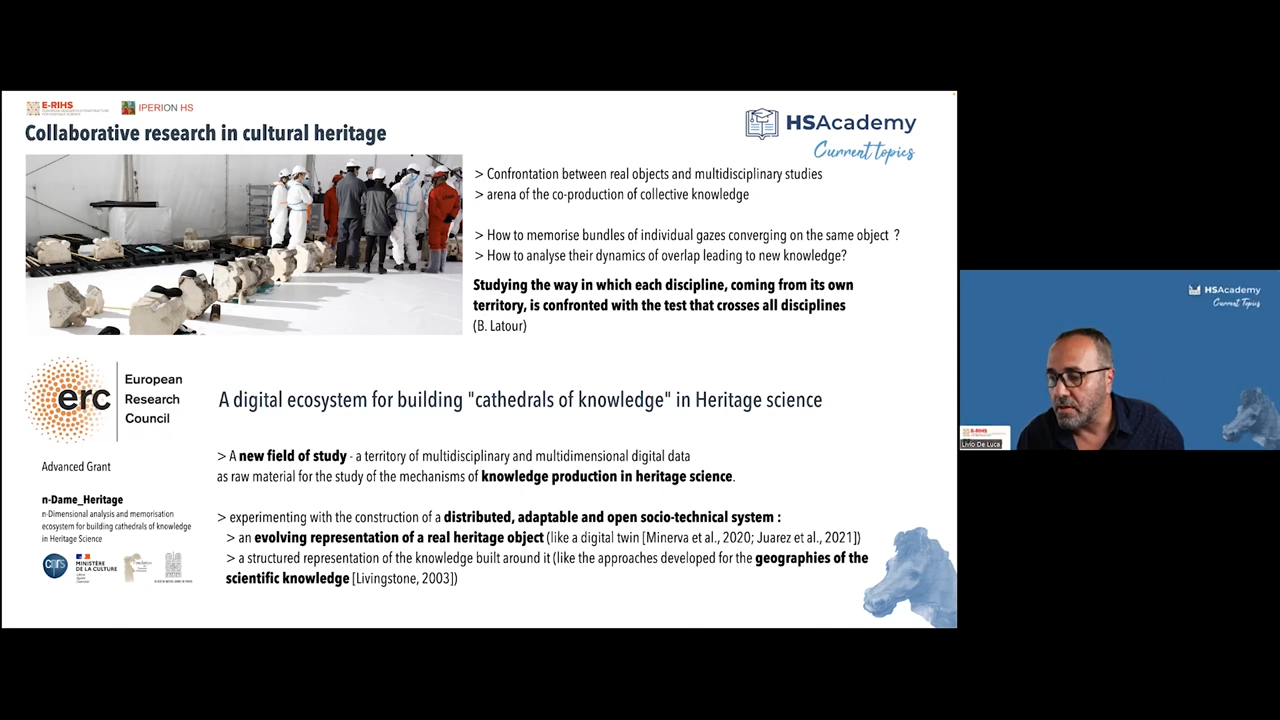 E-RIHS
IPERION HS
Collaborative research in cultural heritage
HSAcademy
Current topics
> Confrontation between real objects and multidisciplinary studies
> arena of the co-production of collective knowledge
> How to memorise bundles of individual gazes converging on the same object ?
> How to analyse their dynamics of overlap leading to new knowledge?
Studying the way in which each discipline, coming from its own
territory, is confronted with the test that crosses all disciplines
(B. Latour)
erc
European
Research
Council
A digital ecosystem for building "cathedrals of knowledge" in Heritage science
Advanced Grant
n-Dame_Heritage
n-Dimensional analysis and memorisation
ecosystem for building cathedrals of knowledge
in Heritage Science
cnrs
MINISTÈRE
DE LA CULTURE
> A new field of study - a territory of multidisciplinary and multidimensional digital data
as raw material for the study of the mechanisms of knowledge production in heritage science.
> experimenting with the construction of a distributed, adaptable and open socio-technical system :
> an evolving representation of a real heritage object (like a digital twin [Minerva et al., 2020; Juarez et al., 2021])
> a structured representation of the knowledge built around it (like the approaches developed for the geographies of the
scientific knowledge [Livingstone, 2003])
HSAcademy
Current Topics
E-RIHS
Livio De Luca